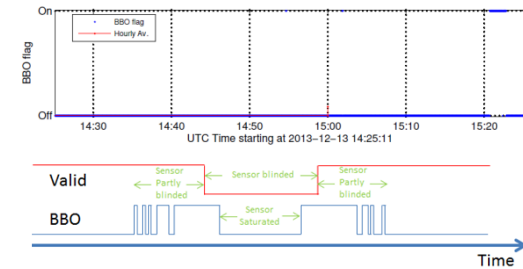 On
BBO flag
Hourly Av.
BBO flag
Off
14:30 14:40 14:50 15:00 15:10 15:20
UTC Time starting at 2013–12–13 14:25:11
Valid
Sensor
Partly
blinded
Sensor blinded
Sensor
Partly
blinded
BBO
Sensor
Saturated
Time